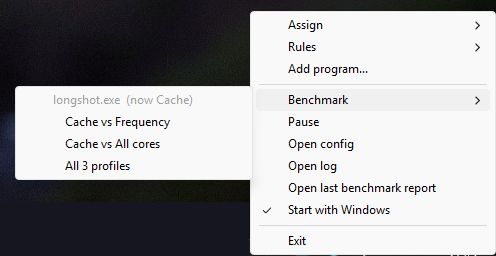 Assign
Rules
Add program...
Benchmark
longshot.exe (now Cache)
Cache vs Frequency
Cache vs All cores
All 3 profiles
Pause
Open config
Open log
Open last benchmark report
Start with Windows
Exit